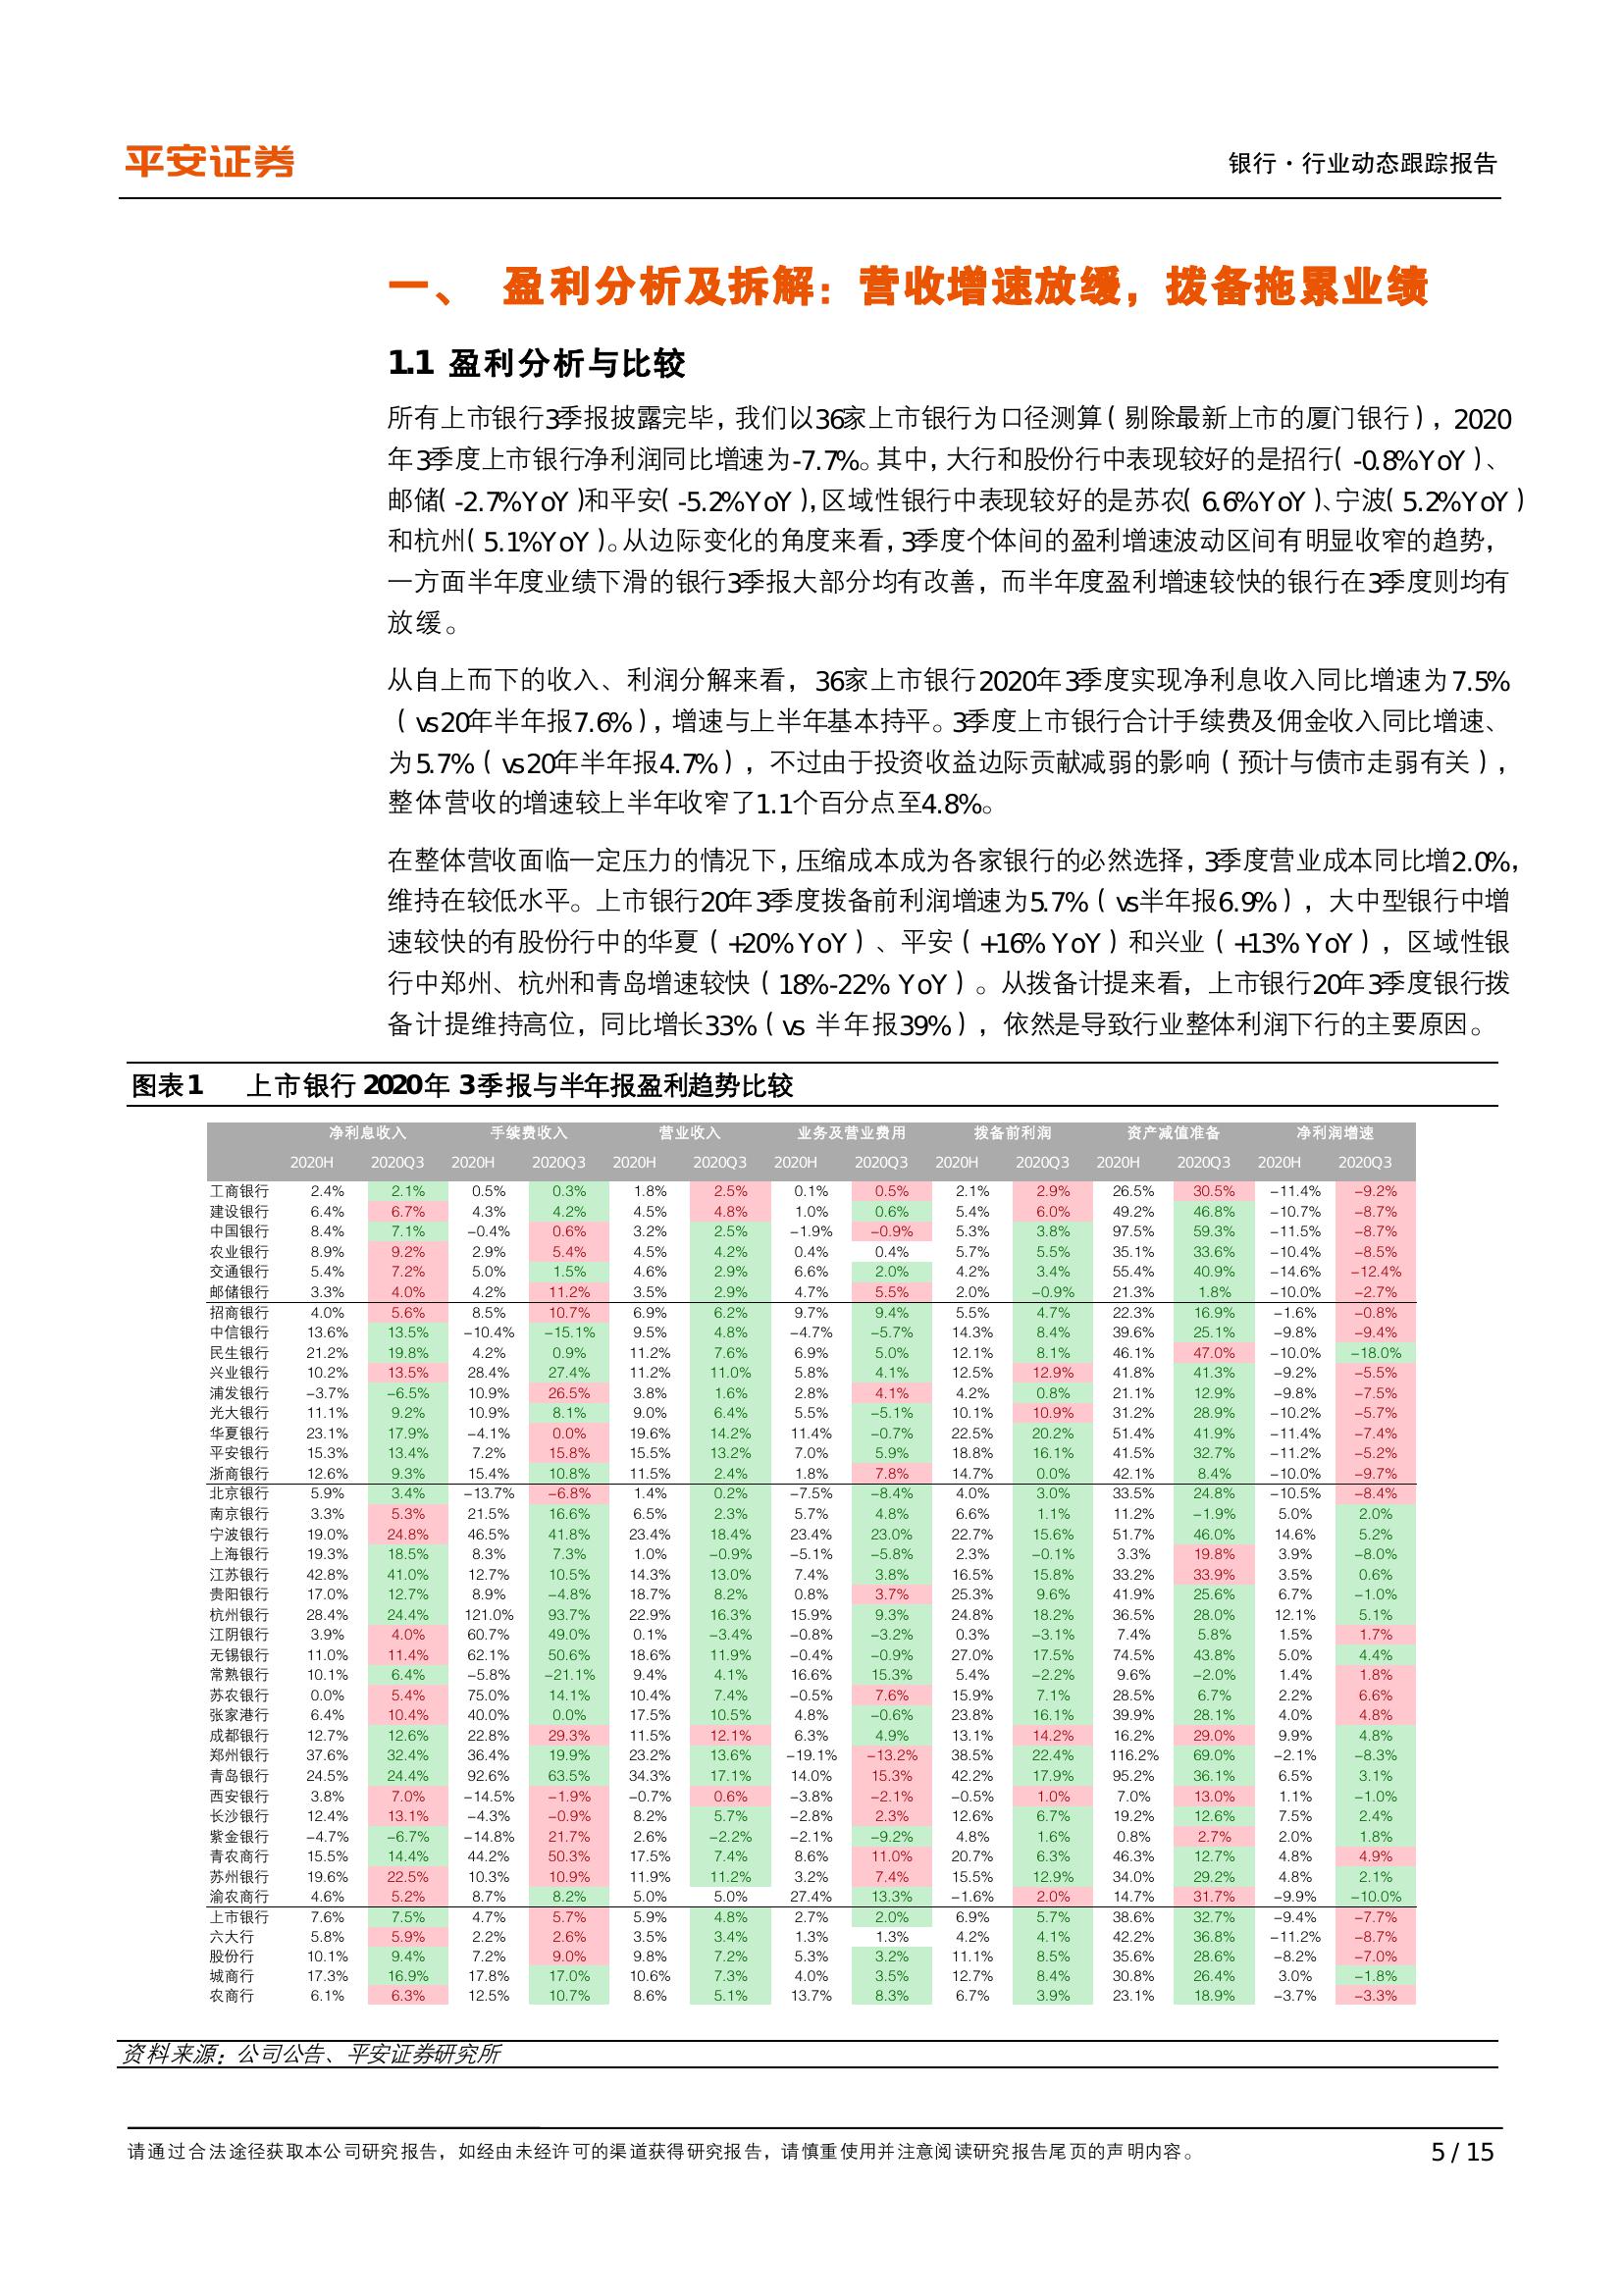 平安证券
银行·行业动态跟踪报告
一、 盈利分析及拆解：营收增速放缓，拨备拖累业绩
1.1 盈利分析与比较
所有上市银行3季报披露完毕，我们以36家上市银行为口径测算（剔除最新上市的厦门银行），2020
年3季度上市银行净利润同比增速为-7.7%。其中，大行和股份行中表现较好的是招行（-0.8%YoY）、
邮储（-2.7%YoY）和平安（-5.2%YoY），区域性银行中表现较好的是苏农（6.6%YoY）、宁波（5.2%YoY）
和杭州（5.1%YoY）。从边际变化的角度来看，3季度个体间的盈利增速波动区间有明显收窄的趋势，
一方面半年度业绩下滑的银行3季报大部分均有改善，而半年度盈利增速较快的银行在3季度则均有
放缓。
从自上而下的收入、利润分解来看，36家上市银行2020年3季度实现净利息收入同比增速为7.5%
（vs20年半年报7.6%），增速与上半年基本持平。3季度上市银行合计手续费及佣金收入同比增速、
为5.7%（vs20年半年报4.7%），不过由于投资收益边际贡献减弱的影响（预计与债市走弱有关），
整体营收的增速较上半年收窄了1.1个百分点至4.8%。
在整体营收面临一定压力的情况下，压缩成本成为各家银行的必然选择，3季度营业成本同比增2.0%，
维持在较低水平。上市银行20年3季度拨备前利润增速为5.7%（vs半年报6.9%），大中型银行中增
速较快的有股份行中的华夏（+20% YoY）、平安（+16% YoY）和兴业（+13% YoY），区域性银
行中郑州、杭州和青岛增速较快（18%-22% YoY）。从拨备计提来看，上市银行20年3季度银行拨
备计提维持高位，同比增长33%（vs 半年报39%），依然是导致行业整体利润下行的主要原因。
图表1 上市银行 2020年 3季报与半年报盈利趋势比较
净利息收入 手续费收入 营业收入 业务及营业费用 拨备前利润 资产减值准备 净利润增速
2020H 2020Q3 2020H 2020Q3 2020H 2020Q3 2020H 2020Q3 2020H 2020Q3 2020H 2020Q3 2020H 2020Q3
工商银行 2.4% 2.1% 0.5% 0.3% 1.8% 2.5% 0.1% 0.5% 2.1% 2.9% 26.5% 30.5% -11.4% -9.2%
建设银行 6.4% 6.7% 4.3% 4.2% 4.5% 4.8% 1.0% 0.6% 5.4% 6.0% 49.2% 46.8% -10.7% -8.7%
中国银行 8.4% 7.1% -0.4% 0.6% 3.2% 2.5% -1.9% -0.9% 5.3% 3.8% 97.5% 59.3% -11.5% -8.7%
农业银行 8.9% 9.2% 2.9% 5.4% 4.5% 4.2% 0.4% 0.4% 5.7% 5.5% 35.1% 33.6% -10.4% -8.5%
交通银行 5.4% 7.2% 5.0% 1.5% 4.6% 2.9% 6.6% 2.0% 4.2% 3.4% 55.4% 40.9% -14.6% -12.4%
邮储银行 3.3% 4.0% 4.2% 11.2% 3.5% 2.9% 4.7% 5.5% 2.0% -0.9% 21.3% 1.8% -10.0% -2.7%
招商银行 4.0% 5.6% 8.5% 10.7% 6.9% 6.2% 9.7% 9.4% 5.5% 4.7% 22.3% 16.9% -1.6% -0.8%
中信银行 13.6% 13.5% -10.4% -15.1% 9.5% 4.8% -4.7% -5.7% 14.3% 8.4% 39.6% 25.1% -9.8% -9.4%
民生银行 21.2% 19.8% 4.2% 0.9% 11.2% 7.6% 6.9% 5.0% 12.1% 8.1% 46.1% 47.0% -10.0% -18.0%
兴业银行 10.2% 13.5% 28.4% 27.4% 11.2% 11.0% 5.8% 4.1% 12.5% 12.9% 41.8% 41.3% -9.2% -5.5%
浦发银行 -3.7% -6.5% 10.9% 26.5% 3.8% 1.6% 2.8% 4.1% 4.2% 0.8% 21.1% 12.9% -9.8% -7.5%
光大银行 11.1% 9.2% 10.9% 8.1% 9.0% 6.4% 5.5% -5.1% 10.1% 10.9% 31.2% 28.9% -10.2% -5.7%
华夏银行 23.1% 17.9% -4.1% 0.0% 19.6% 14.2% 11.4% -0.7% 22.5% 20.2% 51.4% 41.9% -11.4% -7.4%
平安银行 15.3% 13.4% 7.2% 15.8% 15.5% 13.2% 7.0% 5.9% 18.8% 16.1% 41.5% 32.7% -11.2% -5.2%
浙商银行 12.6% 9.3% 15.4% 10.8% 11.5% 2.4% 1.8% 7.8% 14.7% 0.0% 42.1% 8.4% -10.0% -9.7%
北京银行 5.9% 3.4% -13.7% -6.8% 1.4% 0.2% -7.5% -8.4% 4.0% 3.0% 33.5% 24.8% -10.5% -8.4%
南京银行 3.3% 5.3% 21.5% 16.6% 6.5% 2.3% 5.7% 4.8% 6.6% 1.1% 11.2% -1.9% 5.0% 2.0%
宁波银行 19.0% 24.8% 46.5% 41.8% 23.4% 18.4% 23.4% 23.0% 22.7% 15.6% 51.7% 46.0% 14.6% 5.2%
上海银行 19.3% 18.5% 8.3% 7.3% 1.0% -0.9% -5.1% -5.8% 2.3% -0.1% 3.3% 19.8% 3.9% -8.0%
江苏银行 42.8% 41.0% 12.7% 10.5% 14.3% 13.0% 7.4% 3.8% 16.5% 15.8% 33.2% 33.9% 3.5% 0.6%
贵阳银行 17.0% 12.7% 8.9% -4.8% 18.7% 8.2% 0.8% 3.7% 25.3% 9.6% 41.9% 25.6% 6.7% -1.0%
杭州银行 28.4% 24.4% 121.0% 93.7% 22.9% 16.3% 15.9% 9.3% 24.8% 18.2% 36.5% 28.0% 12.1% 5.1%
江阴银行 3.9% 4.0% 60.7% 49.0% 0.1% -3.4% -0.8% -3.2% 0.3% -3.1% 7.4% 5.8% 1.5% 1.7%
无锡银行 11.0% 11.4% 62.1% 50.6% 18.6% 11.9% -0.4% -0.9% 27.0% 17.5% 74.5% 43.8% 5.0% 4.4%
常熟银行 10.1% 6.4% -5.8% -21.1% 9.4% 4.1% 16.6% 15.3% 5.4% -2.2% 9.6% -2.0% 1.4% 1.8%
苏农银行 0.0% 5.4% 75.0% 14.1% 10.4% 7.4% -0.5% 7.6% 15.9% 7.1% 28.5% 6.7% 2.2% 6.6%
张家港行 6.4% 10.4% 40.0% 0.0% 17.5% 10.5% 4.8% -0.6% 23.8% 16.1% 39.9% 28.1% 4.0% 4.8%
成都银行 12.7% 12.6% 22.8% 29.3% 11.5% 12.1% 6.3% 4.9% 13.1% 14.2% 16.2% 29.0% 9.9% 4.8%
郑州银行 37.6% 32.4% 36.4% 19.9% 23.2% 13.6% -19.1% -13.2% 38.5% 22.4% 116.2% 69.0% -2.1% -8.3%
青岛银行 24.5% 24.4% 92.6% 63.5% 34.3% 17.1% 14.0% 15.3% 42.2% 17.9% 95.2% 36.1% 6.5% 3.1%
西安银行 3.8% 7.0% -14.5% -1.9% -0.7% 0.6% -3.8% -2.1% -0.5% 1.0% 7.0% 13.0% 1.1% -1.0%
长沙银行 12.4% 13.1% -4.3% -0.9% 8.2% 5.7% -2.8% 2.3% 12.6% 6.7% 19.2% 12.6% 7.5% 2.4%
紫金银行 -4.7% -6.7% -14.8% 21.7% 2.6% -2.2% -2.1% -9.2% 4.8% 1.6% 0.8% 2.7% 2.0% 1.8%
青农商行 15.5% 14.4% 44.2% 50.3% 17.5% 7.4% 8.6% 11.0% 20.7% 6.3% 46.3% 12.7% 4.8% 4.9%
苏州银行 19.6% 22.5% 10.3% 10.9% 11.9% 11.2% 3.2% 7.4% 15.5% 12.9% 34.0% 29.2% 4.8% 2.1%
渝农商行 4.6% 5.2% 8.7% 8.2% 5.0% 5.0% 27.4% 13.3% -1.6% 2.0% 14.7% 31.7% -9.9% -10.0%
上市银行 7.6% 7.5% 4.7% 5.7% 5.9% 4.8% 2.7% 2.0% 6.9% 5.7% 38.6% 32.7% -9.4% -7.7%
六大行 5.8% 5.9% 2.2% 2.6% 3.5% 3.4% 1.3% 1.3% 4.2% 4.1% 42.2% 36.8% -11.2% -8.7%
股份行 10.1% 9.4% 7.2% 9.0% 9.8% 7.2% 5.3% 3.2% 11.1% 8.5% 35.6% 28.6% -8.2% -7.0%
城商行 17.3% 16.9% 17.8% 17.0% 10.6% 7.3% 4.0% 3.5% 12.7% 8.4% 30.8% 26.4% 3.0% -1.8%
农商行 6.1% 6.3% 12.5% 10.7% 8.6% 5.1% 13.7% 8.3% 6.7% 3.9% 23.1% 18.9% -3.7% -3.3%
资料来源：公司公告、平安证券研究所
请通过合法途径获取本公司研究报告，如经由未经许可的渠道获得研究报告，请慎重使用并注意阅读研究报告尾页的声明内容。
5 / 15